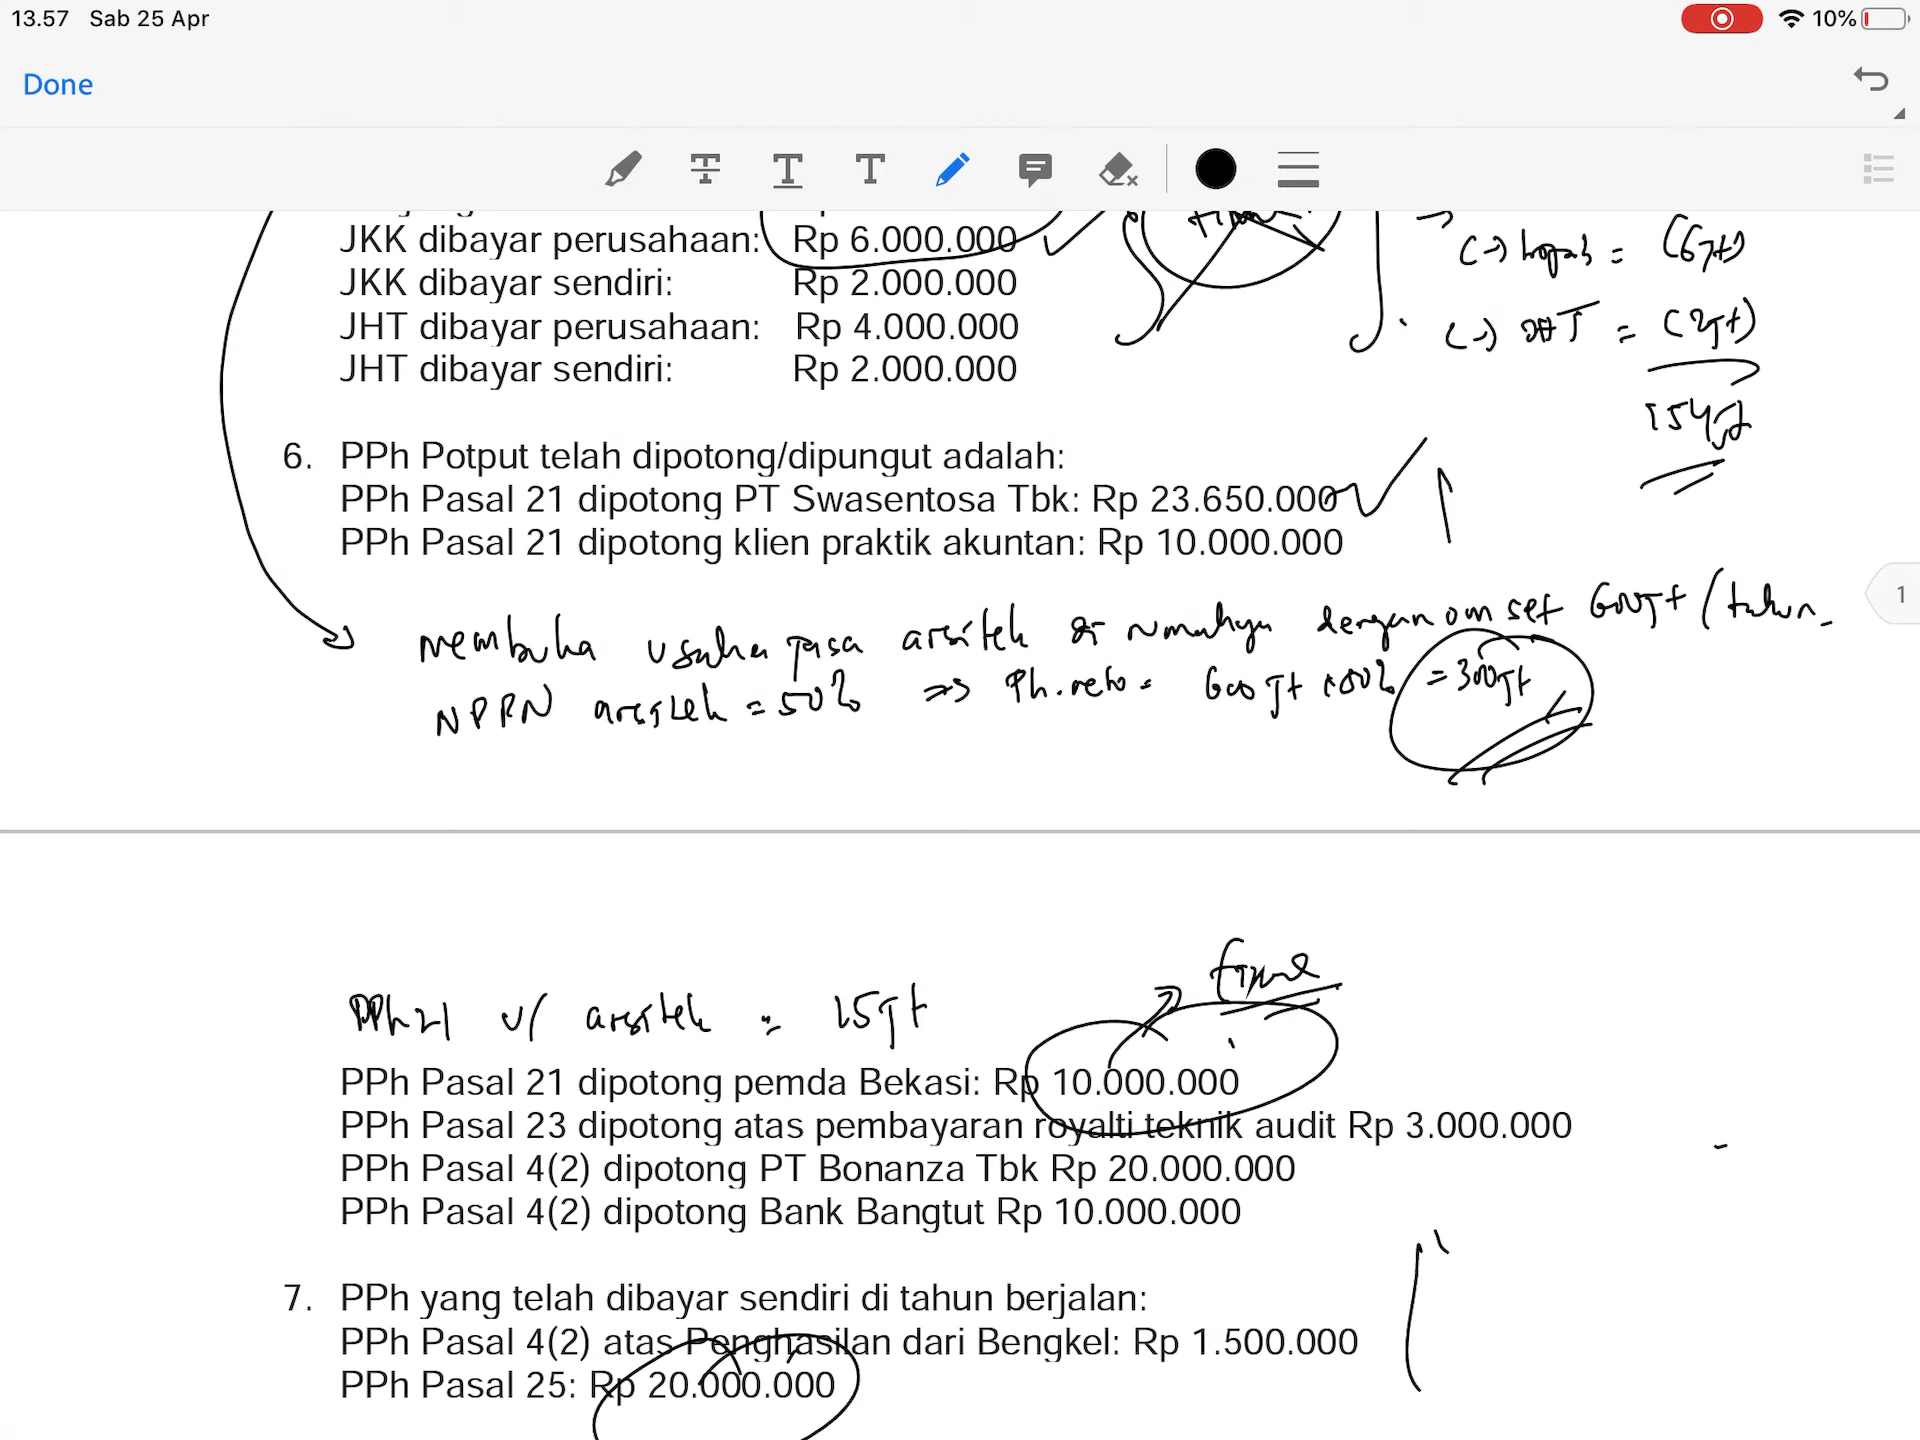 13.57 Sab 25 Apr
10%
Done
JKK dibayar perusahaan: Rp 6.000.000
JKK dibayar sendiri: Rp 2.000.000
JHT dibayar perusahaan: Rp 4.000.000
JHT dibayar sendiri: Rp 2.000.000
(-) = (6jt)
(-) JHT = (2jt)
154jt
6. PPh Potput telah dipotong/dipungut adalah:
PPh Pasal 21 dipotong PT Swasentosa Tbk: Rp 23.650.000
PPh Pasal 21 dipotong klien praktik akuntan: Rp 10.000.000
membuka usaha jasa arsitek di rumahnya dengan omset 600jt / tahun.
NPPN arsitek = 50% => Ph. neto = 600jt x 50% = 300jt
1
PPh 21 / arsitek = 15jt
final
PPh Pasal 21 dipotong pemda Bekasi: Rp 10.000.000
PPh Pasal 23 dipotong atas pembayaran royalti teknik audit Rp 3.000.000
PPh Pasal 4(2) dipotong PT Bonanza Tbk Rp 20.000.000
PPh Pasal 4(2) dipotong Bank Bangtut Rp 10.000.000
7. PPh yang telah dibayar sendiri di tahun berjalan:
PPh Pasal 4(2) atas Penghasilan dari Bengkel: Rp 1.500.000
PPh Pasal 25: Rp 20.000.000